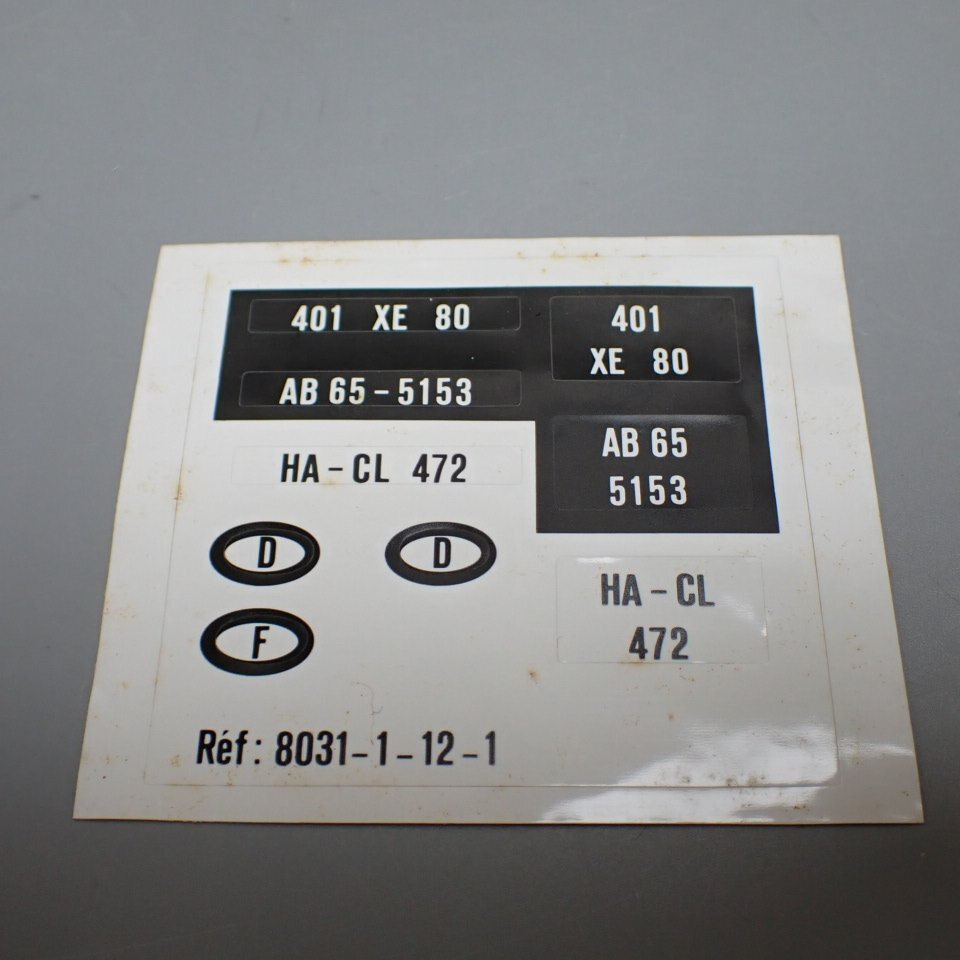 401 XE 80
401
XE 80
AB 65 - 5153
AB 65
5153
HA - CL 472
D
D
HA - CL
472
F
Réf: 8031-1-12-1